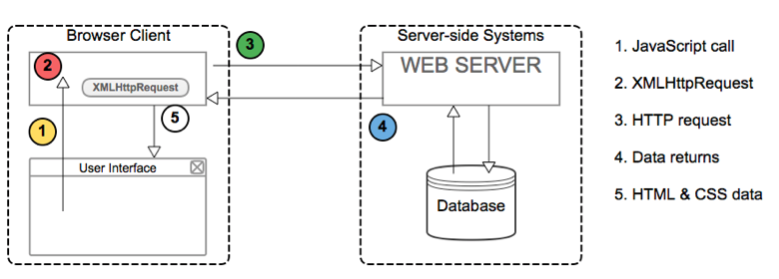 Browser Client
Server-side Systems
3
2
XMLHttpRequest
WEB SERVER
5
1
4
User Interface
Database
1. JavaScript call
2. XMLHttpRequest
3. HTTP request
4. Data returns
5. HTML & CSS data